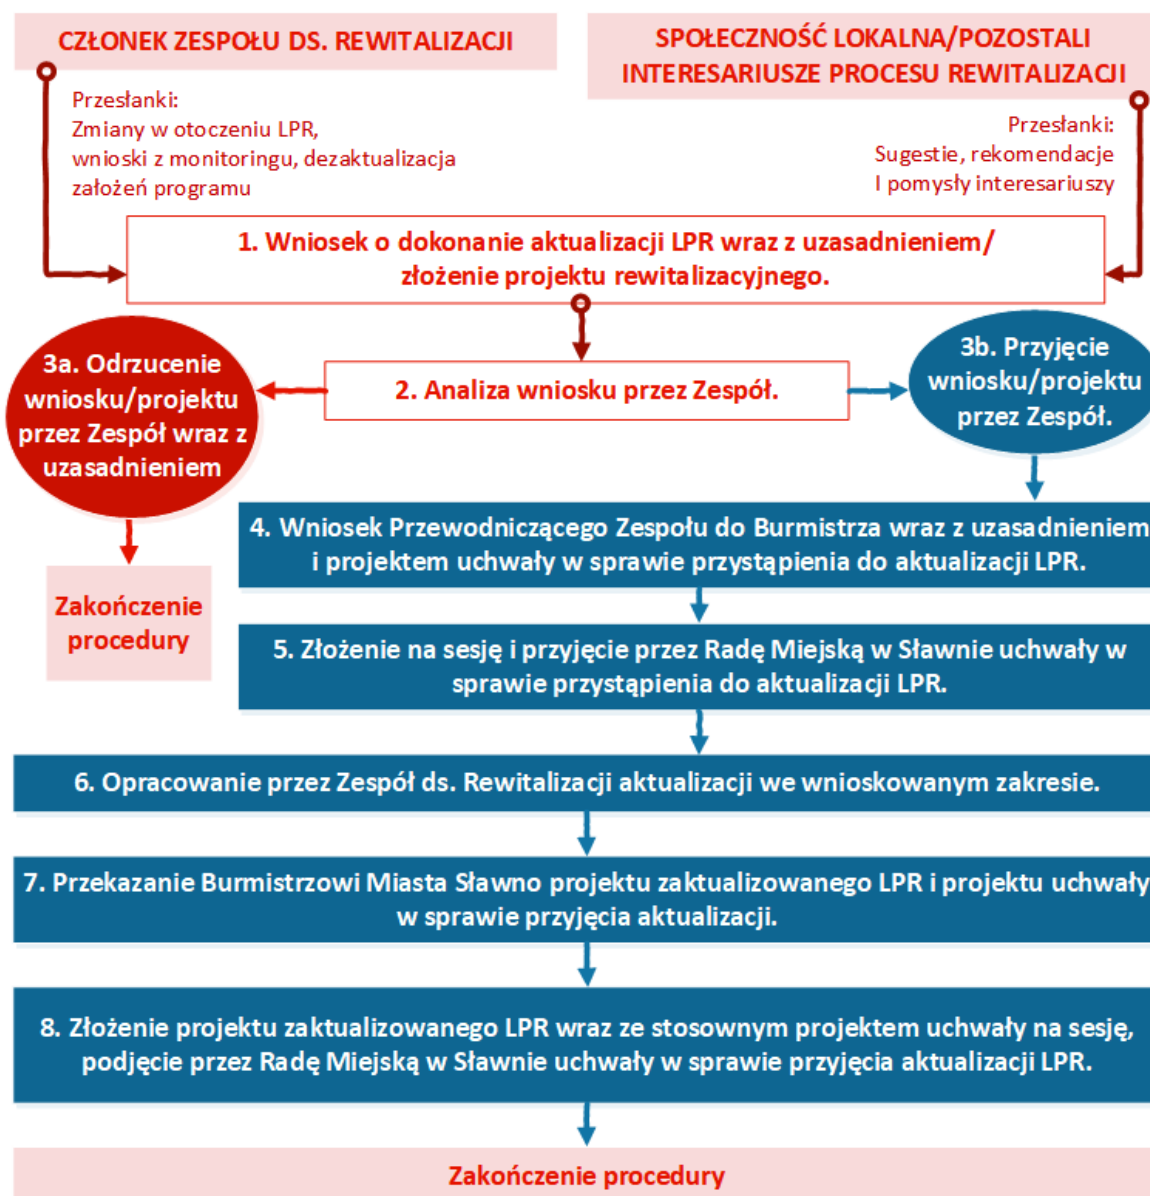 CZŁONEK ZESPOŁU DS. REWITALIZACJI
SPOŁECZNOŚĆ LOKALNA/POZOSTALI
INTERESARIUSZE PROCESU REWITALIZACJI
Przesłanki:
Zmiany w otoczeniu LPR,
wnioski z monitoringu, dezaktualizacja
założeń programu
Przesłanki:
Sugestie, rekomendacje
I pomysły interesariuszy
1. Wniosek o dokonanie aktualizacji LPR wraz z uzasadnieniem/
złożenie projektu rewitalizacyjnego.
2. Analiza wniosku przez Zespół.
3a. Odrzucenie
wniosku/projektu
przez Zespół wraz z
uzasadnieniem
3b. Przyjęcie
wniosku/projektu
przez Zespół.
Zakończenie
procedury
4. Wniosek Przewodniczącego Zespołu do Burmistrza wraz z uzasadnieniem
i projektem uchwały w sprawie przystąpienia do aktualizacji LPR.
5. Złożenie na sesję i przyjęcie przez Radę Miejską w Sławnie uchwały w
sprawie przystąpienia do aktualizacji LPR.
6. Opracowanie przez Zespół ds. Rewitalizacji aktualizacji we wnioskowanym zakresie.
7. Przekazanie Burmistrzowi Miasta Sławno projektu zaktualizowanego LPR i projektu uchwały
w sprawie przyjęcia aktualizacji.
8. Złożenie projektu zaktualizowanego LPR wraz ze stosownym projektem uchwały na sesję,
podjęcie przez Radę Miejską w Sławnie uchwały w sprawie przyjęcia aktualizacji LPR.
Zakończenie procedury